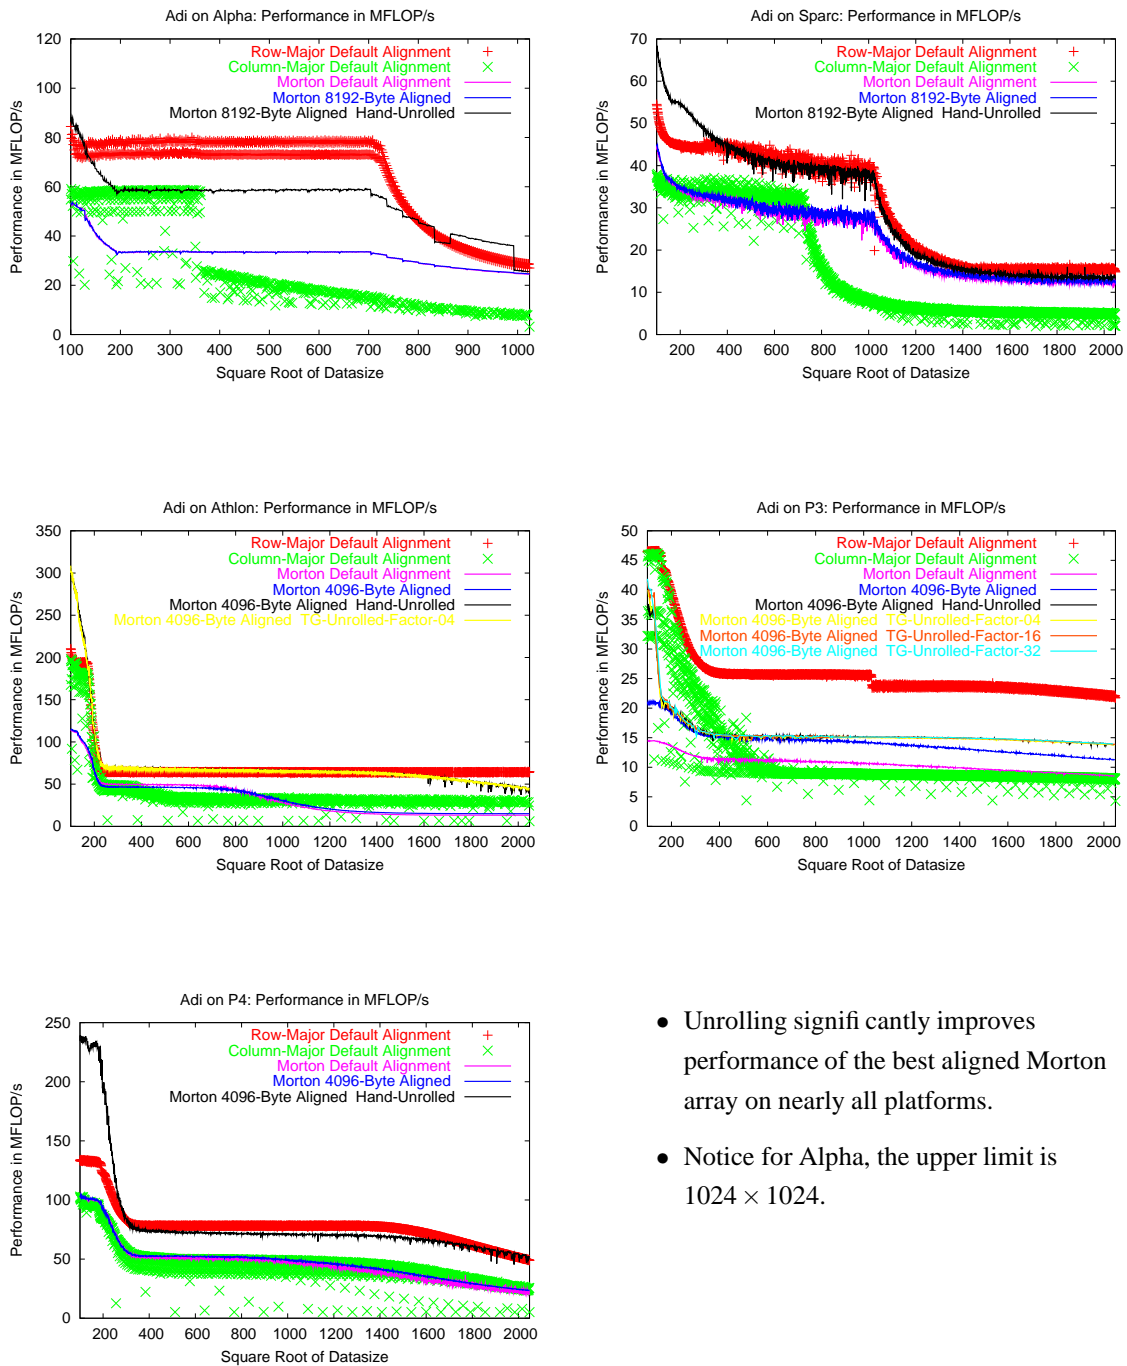 Adi on Alpha: Performance in MFLOP/s
Performance in MFLOP/s
120
100
80
60
40
20
0
Row-Major Default Alignment
Column-Major Default Alignment
Morton Default Alignment
Morton 8192-Byte Aligned
Morton 8192-Byte Aligned Hand-Unrolled
100 200 300 400 500 600 700 800 900 1000
Square Root of Datasize
Adi on Sparc: Performance in MFLOP/s
Performance in MFLOP/s
70
60
50
40
30
20
10
0
Row-Major Default Alignment
Column-Major Default Alignment
Morton Default Alignment
Morton 8192-Byte Aligned
Morton 8192-Byte Aligned Hand-Unrolled
200 400 600 800 1000 1200 1400 1600 1800 2000
Square Root of Datasize
Adi on Athlon: Performance in MFLOP/s
Performance in MFLOP/s
350
300
250
200
150
100
50
0
Row-Major Default Alignment
Column-Major Default Alignment
Morton Default Alignment
Morton 4096-Byte Aligned
Morton 4096-Byte Aligned Hand-Unrolled
Morton 4096-Byte Aligned TG-Unrolled-Factor-04
200 400 600 800 1000 1200 1400 1600 1800 2000
Square Root of Datasize
Adi on P3: Performance in MFLOP/s
Performance in MFLOP/s
50
45
40
35
30
25
20
15
10
5
0
Row-Major Default Alignment
Column-Major Default Alignment
Morton Default Alignment
Morton 4096-Byte Aligned
Morton 4096-Byte Aligned Hand-Unrolled
Morton 4096-Byte Aligned TG-Unrolled-Factor-04
Morton 4096-Byte Aligned TG-Unrolled-Factor-16
Morton 4096-Byte Aligned TG-Unrolled-Factor-32
200 400 600 800 1000 1200 1400 1600 1800 2000
Square Root of Datasize
Adi on P4: Performance in MFLOP/s
Performance in MFLOP/s
250
200
150
100
50
0
Row-Major Default Alignment
Column-Major Default Alignment
Morton Default Alignment
Morton 4096-Byte Aligned
Morton 4096-Byte Aligned Hand-Unrolled
200 400 600 800 1000 1200 1400 1600 1800 2000
Square Root of Datasize
• Unrolling signifi cantly improves
performance of the best aligned Morton
array on nearly all platforms.
• Notice for Alpha, the upper limit is
1024 × 1024.